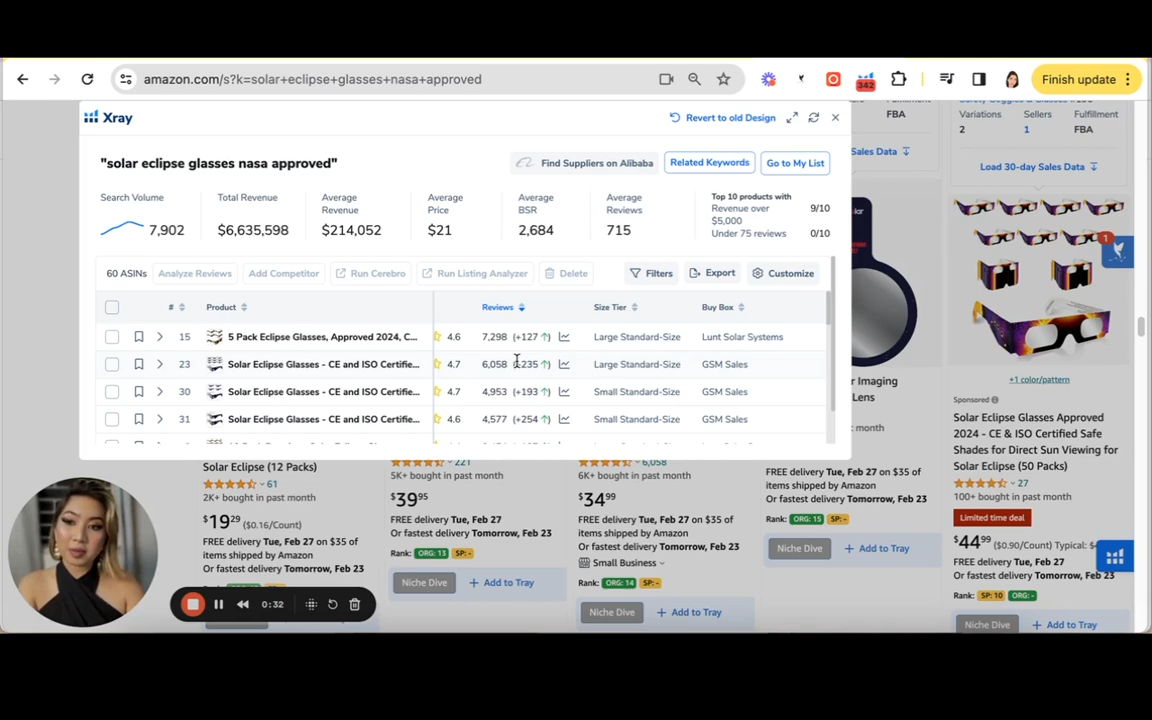 amazon.com/s?k=solar+eclipse+glasses+nasa+approved
342
Finish update
Xray
Revert to old Design
"solar eclipse glasses nasa approved"
Find Suppliers on Alibaba
Related Keywords
Go to My List
Search Volume
7,902
Total Revenue
$6,635,598
Average
Revenue
$214,052
Average
Price
$21
Average
BSR
2,684
Average
Reviews
715
Top 10 products with
Revenue over
$5,000
9/10
Under 75 reviews
0/10
60 ASINs
Analyze Reviews
Add Competitor
Run Cerebro
Run Listing Analyzer
Delete
Filters
Export
Customize
#
Product
Reviews
Size Tier
Buy Box
15 5 Pack Eclipse Glasses, Approved 2024, C... 4.6 7,298 (+127 ↑) Large Standard-Size Lunt Solar Systems
23 Solar Eclipse Glasses - CE and ISO Certifie... 4.7 6,058 235 ↑) Large Standard-Size GSM Sales
30 Solar Eclipse Glasses - CE and ISO Certifie... 4.7 4,953 (+193 ↑) Small Standard-Size GSM Sales
31 Solar Eclipse Glasses - CE and ISO Certifie... 4.6 4,577 (+254 ↑) Small Standard-Size GSM Sales
FBA
Sales Data
Variations
Sellers
Fulfillment
2
1
FBA
Load 30-day Sales Data
1
Solar Eclipse (12 Packs)
61
2K+ bought in past month
$19.29 ($0.16/Count)
FREE delivery Tue, Feb 27 on $35 of
items shipped by Amazon
Or fastest delivery Tomorrow, Feb 23
0:32
221
5K+ bought in past month
$39.95
FREE delivery Tue, Feb 27
Or fastest delivery Tomorrow, Feb 23
Rank: ORG: 13 SP: -
Niche Dive
+ Add to Tray
6,058
6K+ bought in past month
$34.99
FREE delivery Tue, Feb 27 on $35 of
items shipped by Amazon
Or fastest delivery Tomorrow, Feb 23
Small Business
Rank: ORG: 14 SP: -
Niche Dive
+ Add to Tray
r Imaging
Lens
month
FREE delivery Tue, Feb 27 on $35 of
items shipped by Amazon
Or fastest delivery Tomorrow, Feb 23
Rank: ORG: 15 SP: -
Niche Dive
+ Add to Tray
+1 color/pattern
Sponsored
Solar Eclipse Glasses Approved
2024 - CE & ISO Certified Safe
Shades for Direct Sun Viewing for
Solar Eclipse (50 Packs)
27
100+ bought in past month
Limited time deal
$44.99 ($0.90/Count) Typical:
FREE delivery Tue, Feb 27
Or fastest delivery Tomorrow, Feb 23
Rank: SP: 10 ORG: -
Niche Dive
+ Add to Tray